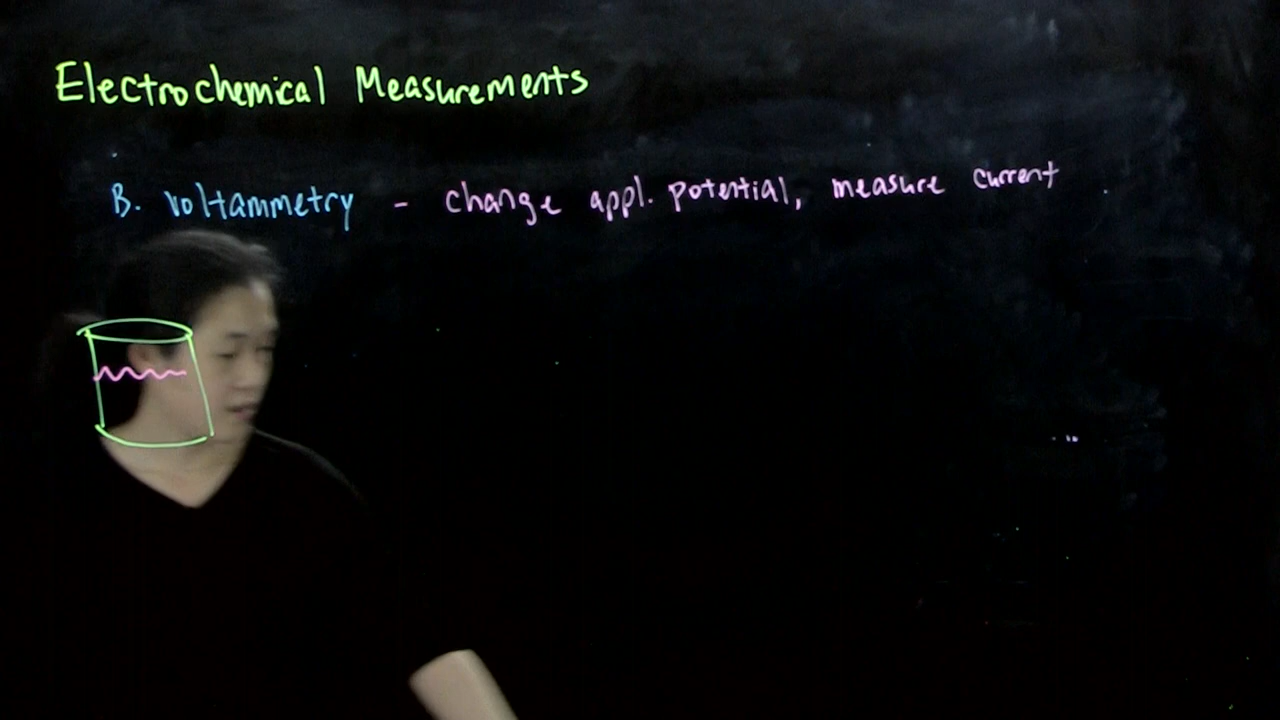 Electrochemical Measurements
B. voltammetry - change appl. potential, measure current